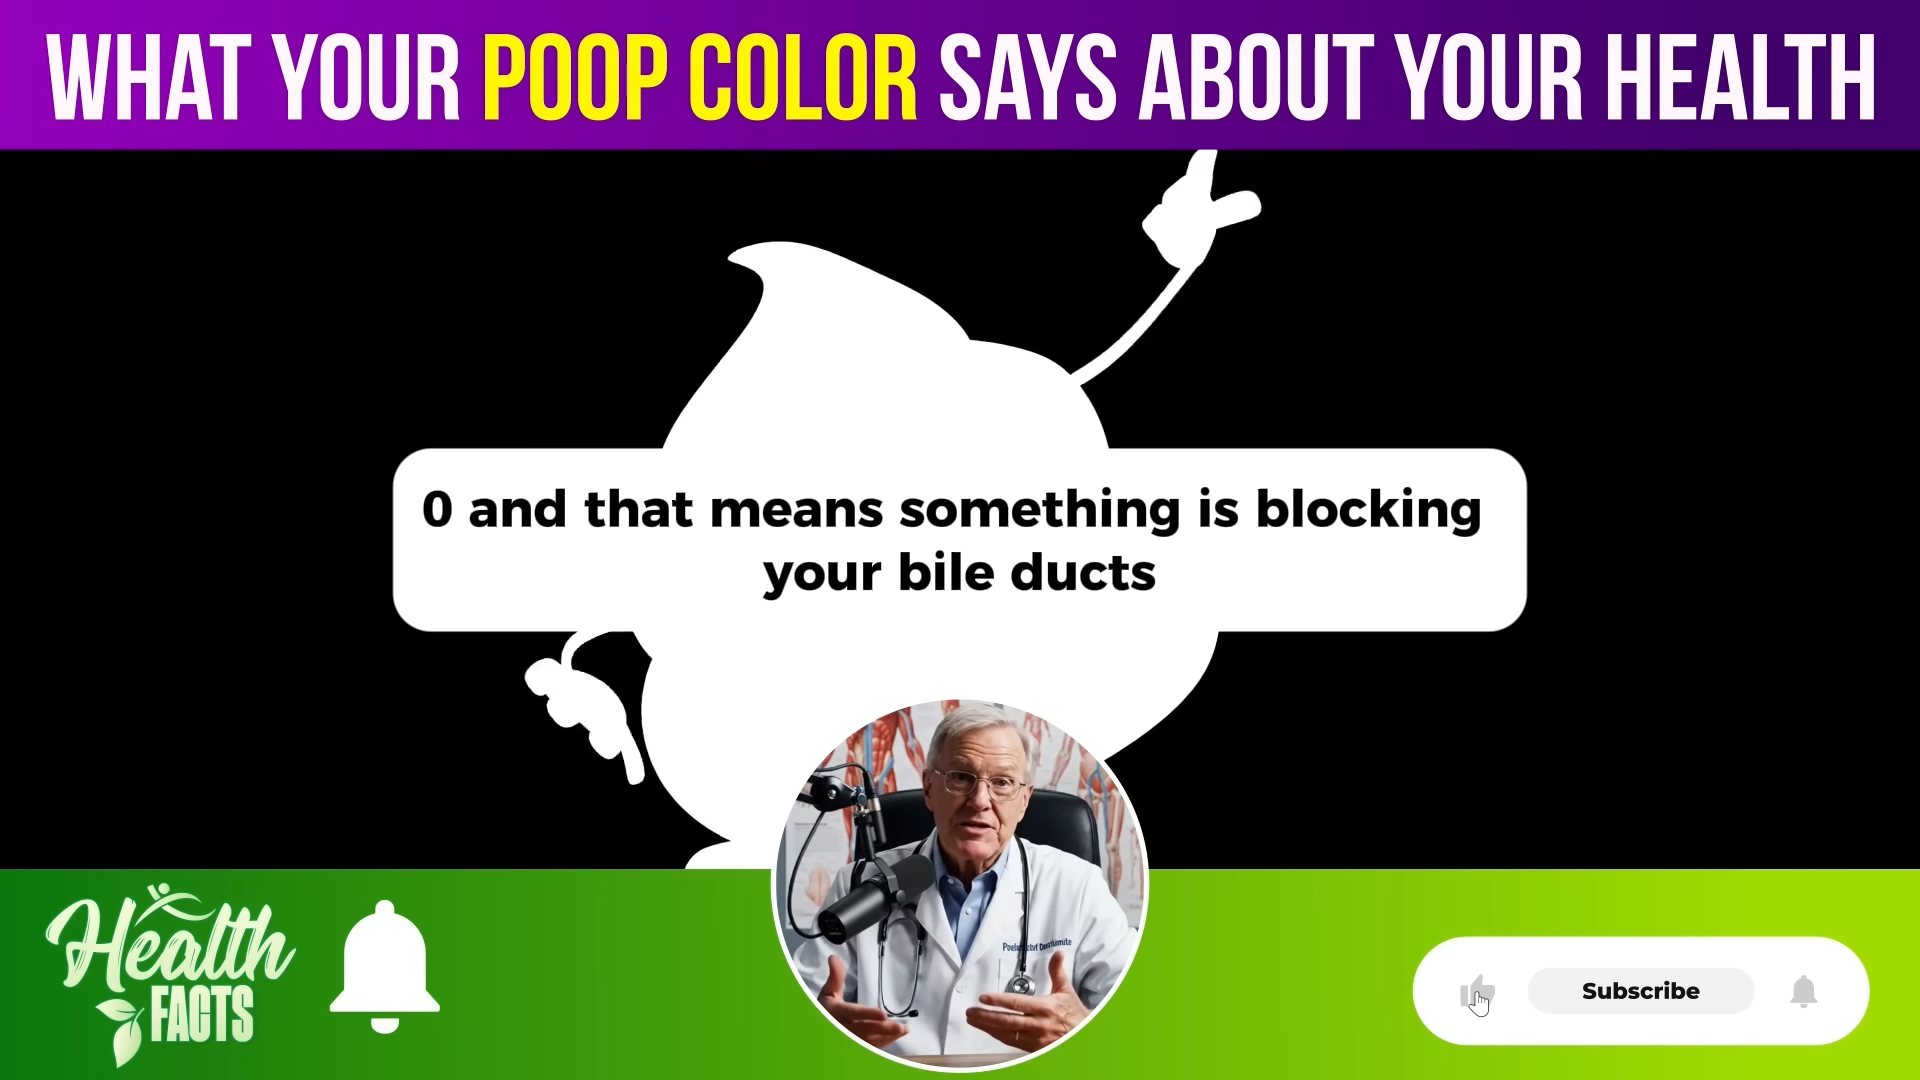 WHAT YOUR POOP COLOR SAYS ABOUT YOUR HEALTH
0 and that means something is blocking
your bile ducts
Health
FACTS
Subscribe